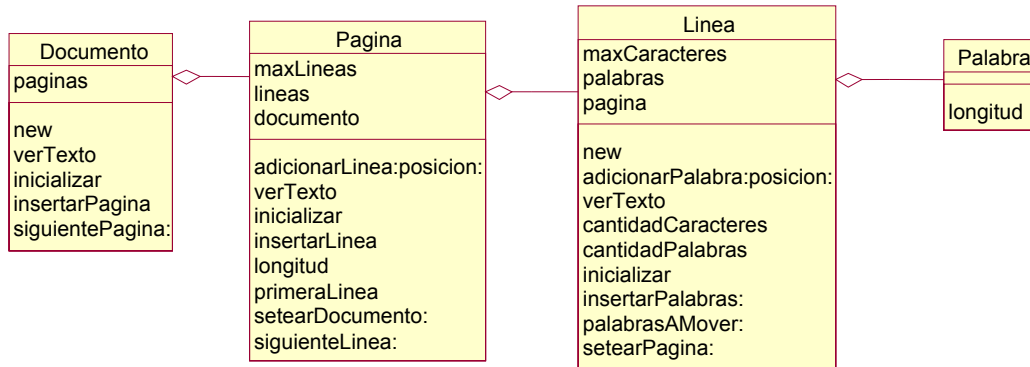 Documento
paginas
new
verTexto
inicializar
insertarPagina
siguientePagina:
Pagina
maxLineas
lineas
documento
adicionarLinea:posicion:
verTexto
inicializar
insertarLinea
longitud
primeraLinea
setearDocumento:
siguienteLinea:
Linea
maxCaracteres
palabras
pagina
new
adicionarPalabra:posicion:
verTexto
cantidadCaracteres
cantidadPalabras
inicializar
insertarPalabras:
palabrasAMover:
setearPagina:
Palabra
longitud